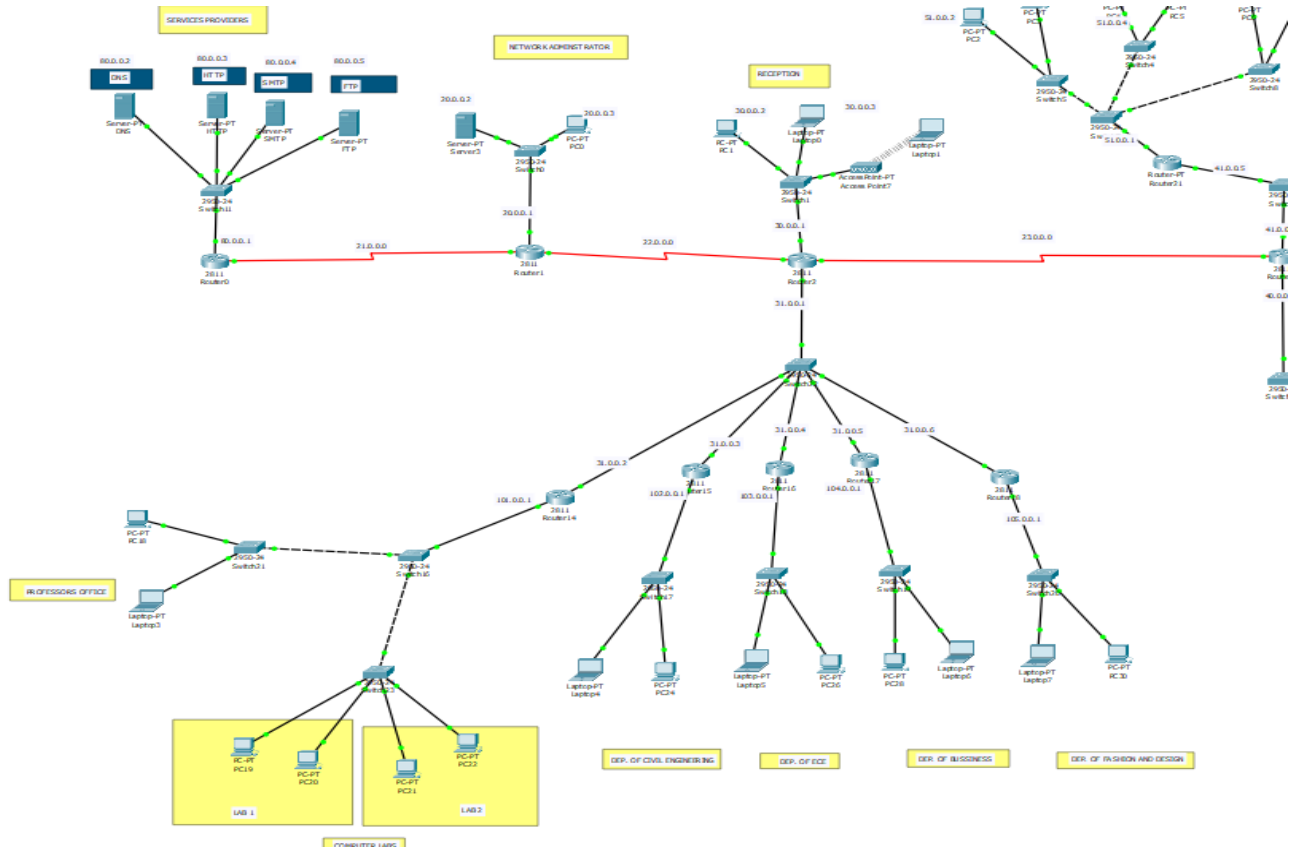 SERVICES PROVIDERS
80.0.0.2
DNS
80.0.0.3
HTTP
80.0.0.4
SMTP
80.0.0.5
FTP
Server-PT
DNS
Server-PT
HTTP
Server-PT
SMTP
Server-PT
FTP
2950-24
Switch11
80.0.0.1
2811
Router0
21.0.0.0
NETWORK ADMINSTRATOR
20.0.0.2
20.0.0.3
Server-PT
Server3
PC-PT
PC0
2950-24
Switch0
20.0.0.1
2811
Router1
22.0.0.0
RECEPTION
30.0.0.2
30.0.0.3
PC-PT
PC1
Laptop-PT
Laptop0
Laptop-PT
Laptop1
AccessPoint-PT
Access Point7
2950-24
Switch1
30.0.0.1
2811
31.0.0.1
23.0.0.0
51.0.0.2
PC-PT
PC2
51.0.0.4
2950-24
Switch4
2950-24
Switch5
2950-24
Switch8
51.0.0.1
Router-PT
Router21
41.0.0.5
31.0.0.2
31.0.0.3
31.0.0.4
31.0.0.5
31.0.0.6
101.0.0.1
2811
Router14
103.0.0.1
2811
Router16
104.0.0.1
105.0.0.1
PC-PT
PC18
2950-24
Switch21
2950-24
Switch16
PROFESSORS OFFICE
Laptop-PT
Laptop3
2950-24
Switch17
Laptop-PT
Laptop4
PC-PT
PC24
Laptop-PT
Laptop5
PC-PT
PC26
PC-PT
PC28
Laptop-PT
Laptop6
Laptop-PT
Laptop7
PC-PT
PC30
PC-PT
PC19
PC-PT
PC20
PC-PT
PC21
PC-PT
PC22
LAB 1
LAB 2
DEP. OF CIVIL ENGINEERING
DEP. OF ECE
DEP. OF BUSSINESS
DEP. OF FASHION AND DESIGN
COMPUTER LABS